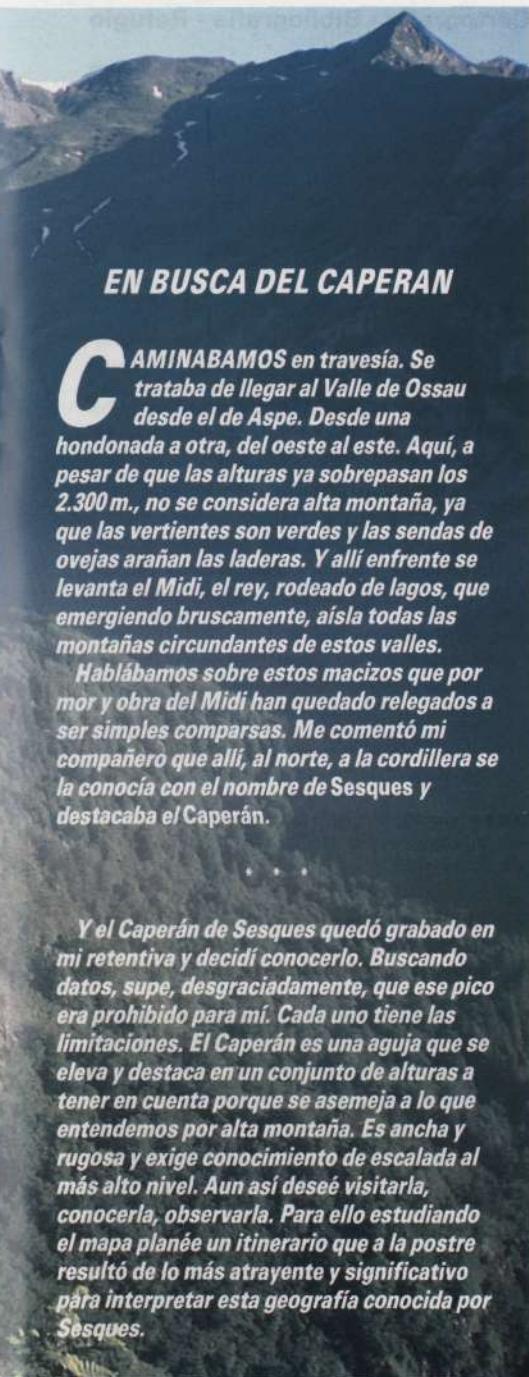 EN BUSCA DEL CAPERAN
CAMINABAMOS en travesía. Se
trataba de llegar al Valle de Ossau
desde el de Aspe. Desde una
hondonada a otra, del oeste al este. Aquí, a
pesar de que las alturas ya sobrepasan los
2.300 m., no se considera alta montaña, ya
que las vertientes son verdes y las sendas de
ovejas arañan las laderas. Y allí enfrente se
levanta el Midi, el rey, rodeado de lagos, que
emergiendo bruscamente, aísla todas las
montañas circundantes de estos valles.
Hablábamos sobre estos macizos que por
mor y obra del Midi han quedado relegados a
ser simples comparsas. Me comentó mi
compañero que allí, al norte, a la cordillera se
la conocía con el nombre de Sesques y
destacaba el Caperán.
. . .
Y el Caperán de Sesques quedó grabado en
mi retentiva y decidí conocerlo. Buscando
datos, supe, desgraciadamente, que ese pico
era prohibido para mí. Cada uno tiene las
limitaciones. El Caperán es una aguja que se
eleva y destaca en un conjunto de alturas a
tener en cuenta porque se asemeja a lo que
entendemos por alta montaña. Es ancha y
rugosa y exige conocimiento de escalada al
más alto nivel. Aun así deseé visitarla,
conocerla, observarla. Para ello estudiando
el mapa planée un itinerario que a la postre
resultó de lo más atrayente y significativo
para interpretar esta geografía conocida por
Sesques.